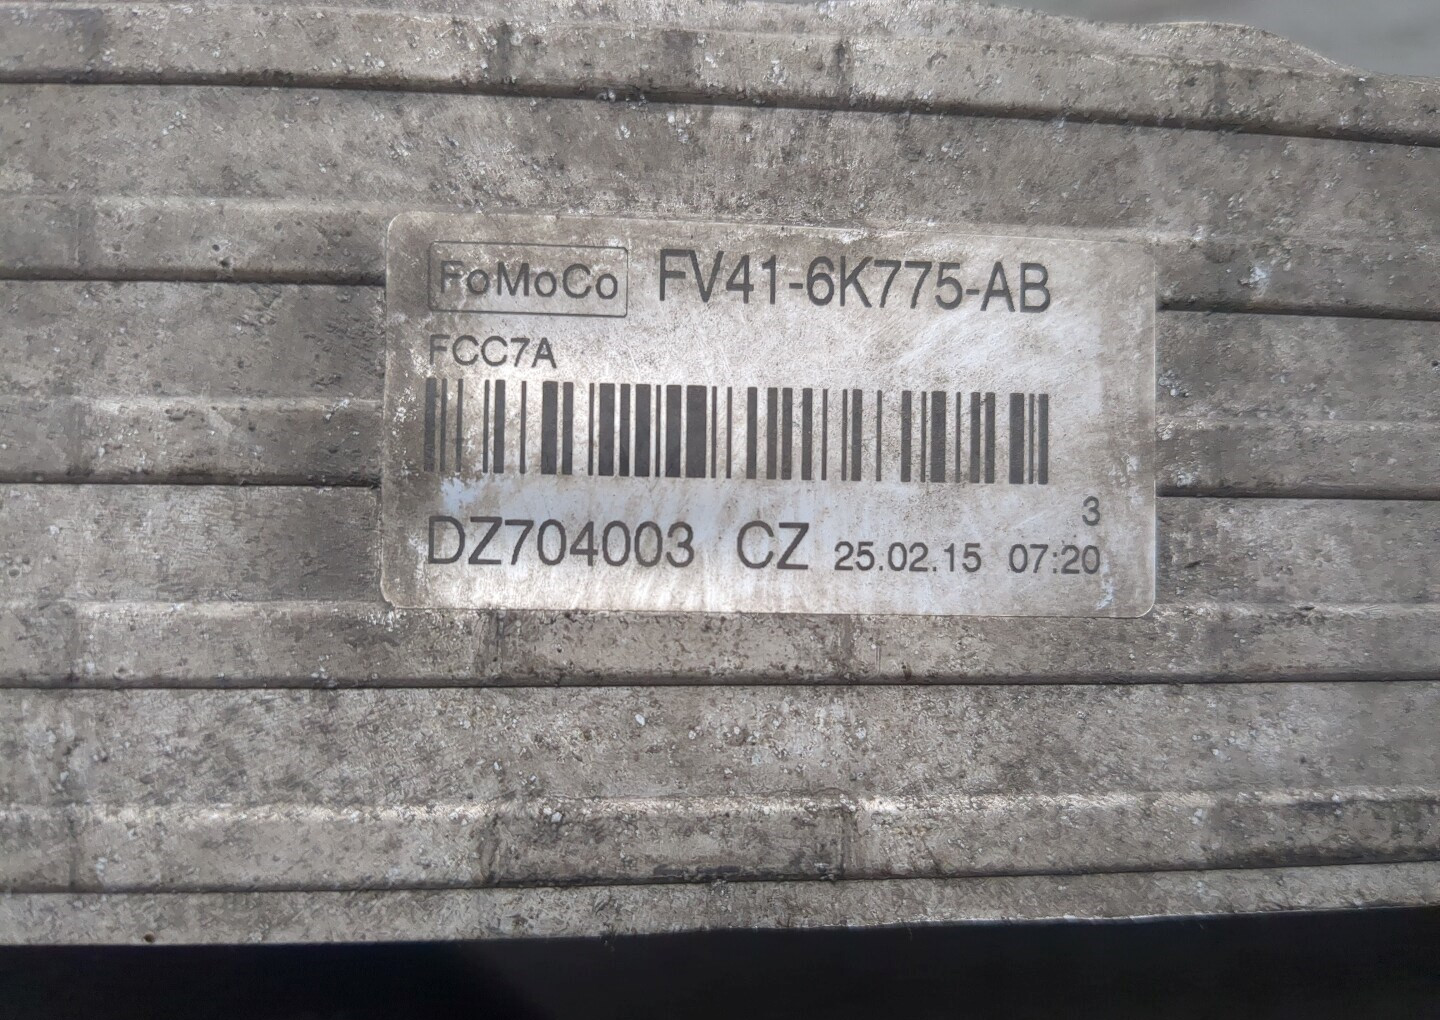 FoMoCo FV41-6K775-AB
FCC7A
3
DZ704003 CZ 25.02.15 07:20